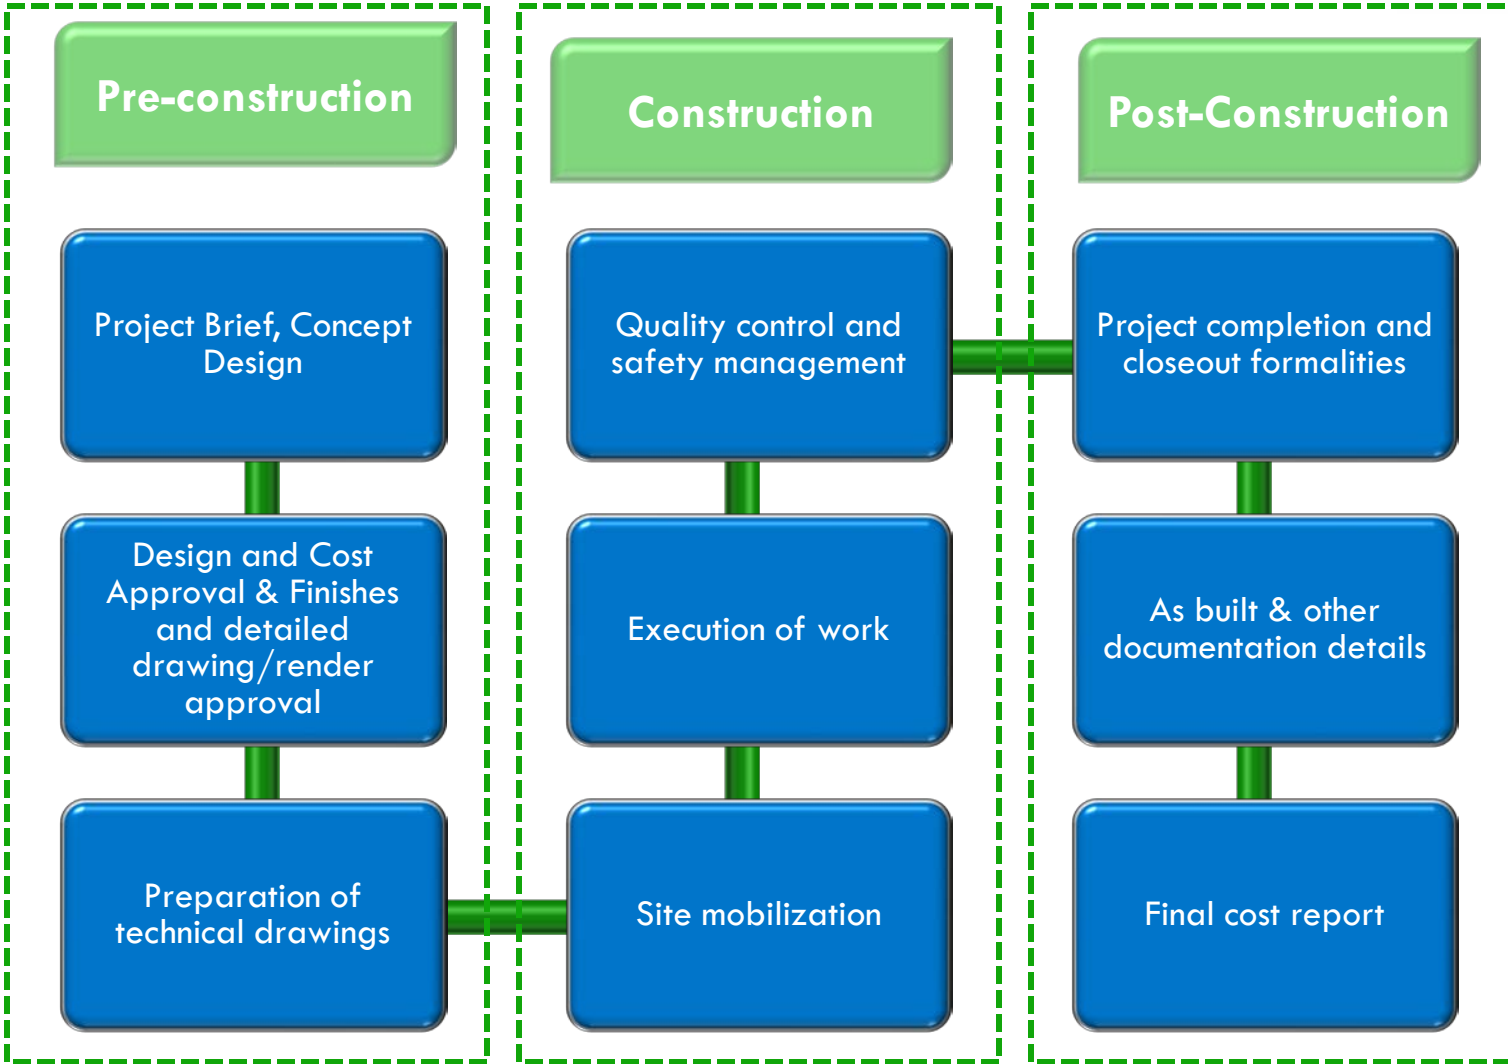 Pre-construction
Project Brief, Concept
Design
Design and Cost
Approval & Finishes
and detailed
drawing/render
approval
Preparation of
technical drawings
Construction
Quality control and
safety management
Execution of work
Site mobilization
Post-Construction
Project completion and
closeout formalities
As built & other
documentation details
Final cost report